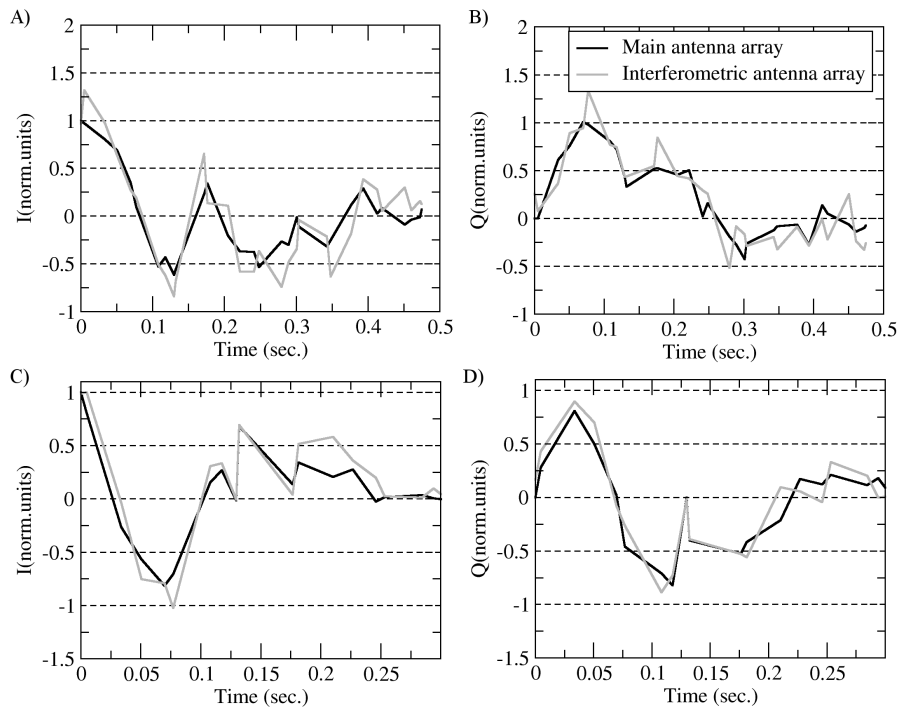 A)
2
1.5
1
0.5
0
-0.5
-1
I(norm.units)
0 0.1 0.2 0.3 0.4 0.5
Time (sec.)
B)
Main antenna array
Interferometric antenna array
2
1.5
1
0.5
0
-0.5
-1
Q(norm.units)
0 0.1 0.2 0.3 0.4 0.5
Time (sec.)
C)
1
0.5
0
-0.5
-1
-1.5
I(norm.units)
0 0.05 0.1 0.15 0.2 0.25
Time (sec.)
D)
1
0.5
0
-0.5
-1
-1.5
Q(norm.units)
0 0.05 0.1 0.15 0.2 0.25
Time (sec.)